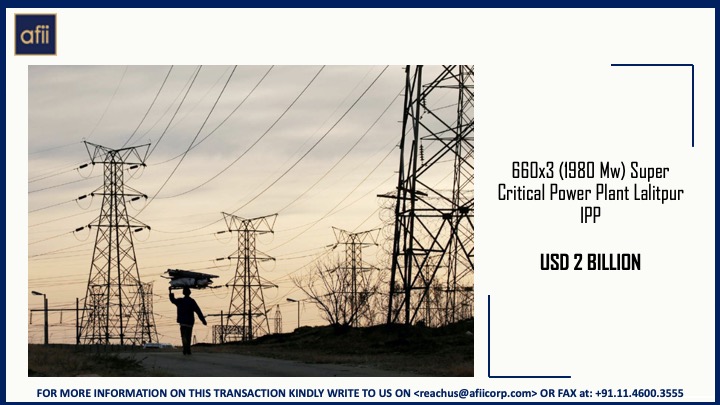 afii
660x3 (1980 Mw) Super
Critical Power Plant Lalitpur
IPP
USD 2 BILLION
FOR MORE INFORMATION ON THIS TRANSACTION KINDLY WRITE TO US ON <reachus@afiicorp.com> OR FAX at: +91.11.4600.3555